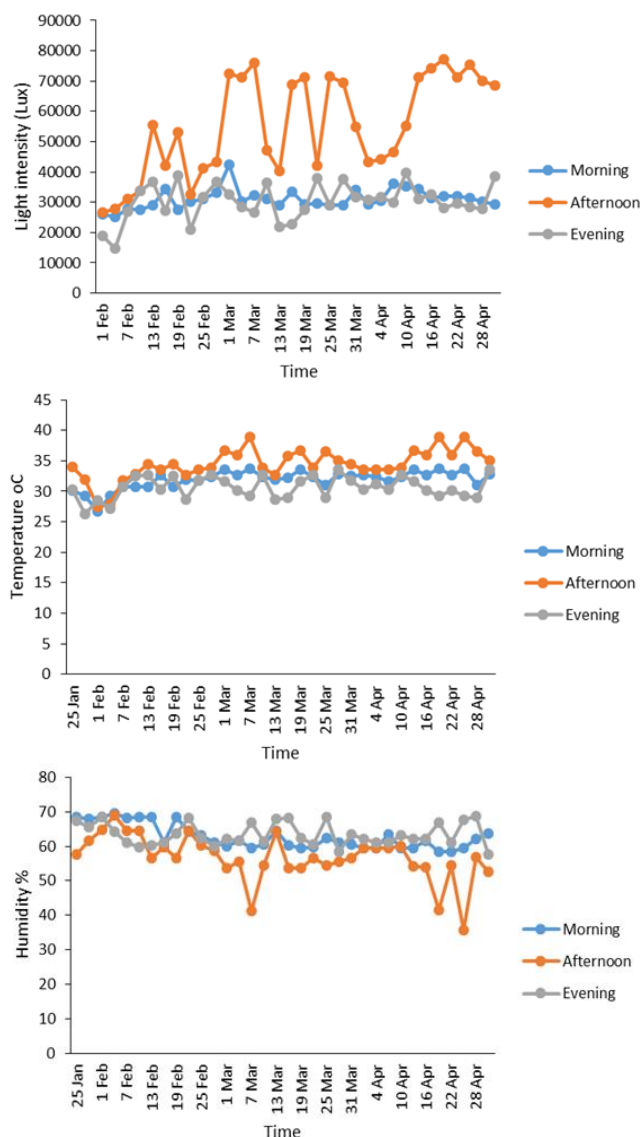 90000
80000
70000
60000
50000
40000
30000
20000
10000
0
Light intensity (Lux)
1 Feb
7 Feb
13 Feb
19 Feb
25 Feb
1 Mar
7 Mar
13 Mar
19 Mar
25 Mar
31 Mar
4 Apr
10 Apr
16 Apr
22 Apr
28 Apr
Time
Morning
Afternoon
Evening
45
40
35
30
25
20
15
10
5
0
Temperature oC
25 Jan
1 Feb
7 Feb
13 Feb
19 Feb
25 Feb
1 Mar
7 Mar
13 Mar
19 Mar
25 Mar
31 Mar
4 Apr
10 Apr
16 Apr
22 Apr
28 Apr
Time
Morning
Afternoon
Evening
80
70
60
50
40
30
20
10
0
Humidity %
25 Jan
1 Feb
7 Feb
13 Feb
19 Feb
25 Feb
1 Mar
7 Mar
13 Mar
19 Mar
25 Mar
31 Mar
4 Apr
10 Apr
16 Apr
22 Apr
28 Apr
Time
Morning
Afternoon
Evening